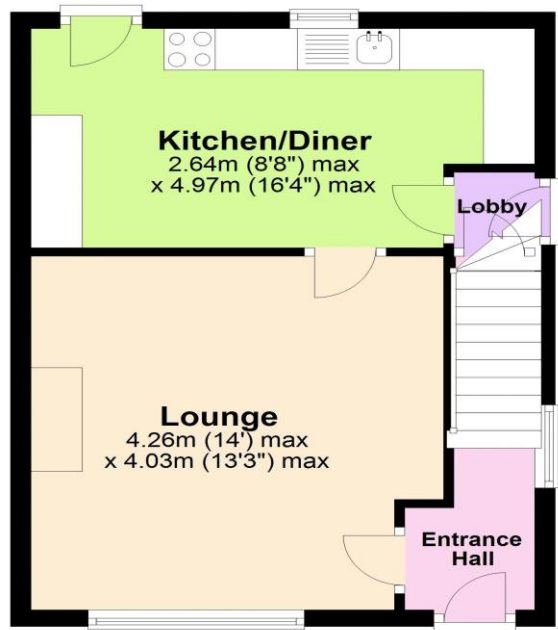 Kitchen/Diner
2.64m (8'8") max
x 4.97m (16'4") max
Lobby
Lounge
4.26m (14') max
x 4.03m (13'3") max
Entrance
Hall